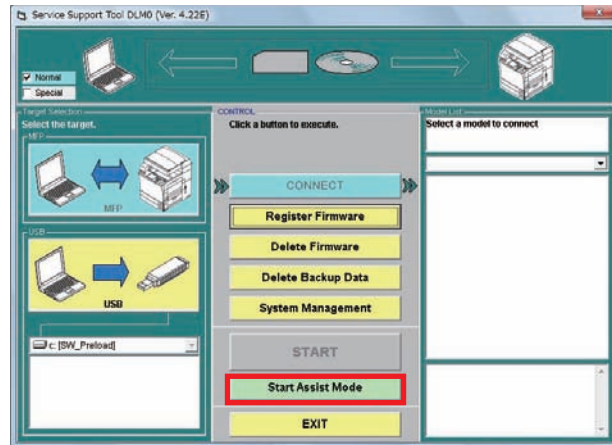 Service Support Tool DLM0 (Ver. 4.22E)
Normal
Special
Target Selection
Select the target.
MFP
MFP
USB
USB
c: [SW_Preload]
CONTROL
Click a button to execute.
CONNECT
Register Firmware
Delete Firmware
Delete Backup Data
System Management
START
Start Assist Mode
EXIT
Model List
Select a model to connect